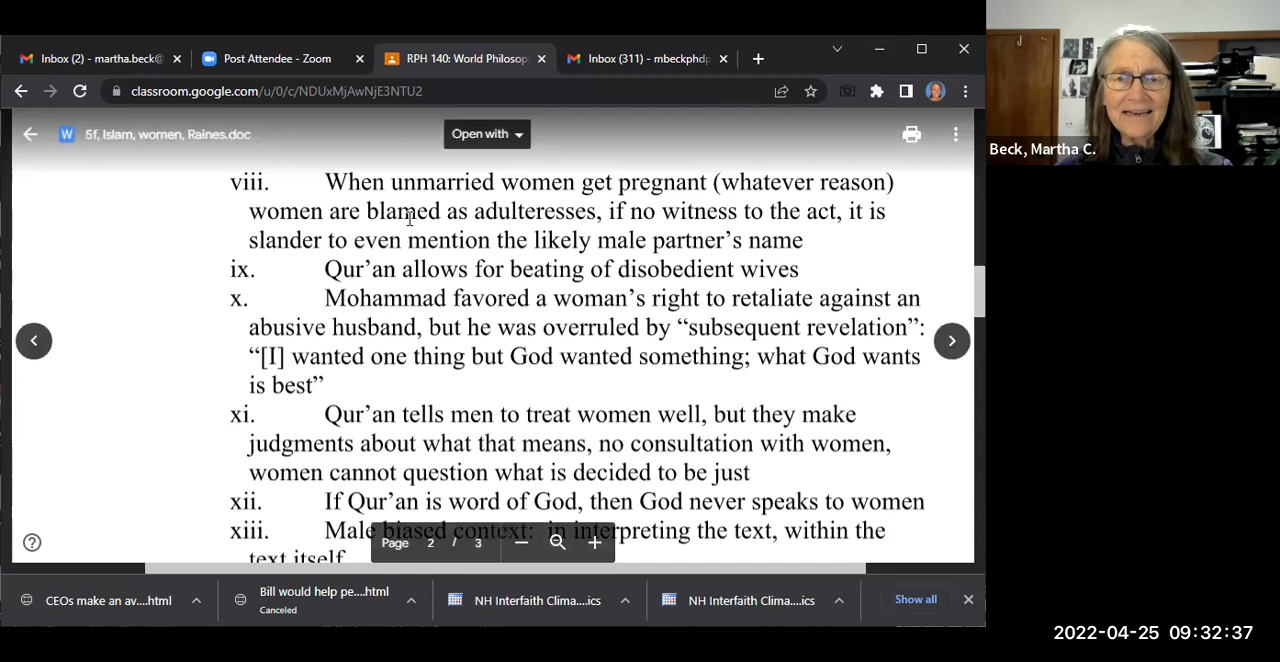 Inbox (2) - martha.beck@
Post Attendee - Zoom
RPH 140: World Philosop
Inbox (311) - mbeckphdp
classroom.google.com/u/0/c/NDUxMjAwNjE3NTU2
Beck, Martha C.
W 5f, Islam, women, Raines.doc
Open with
viii. When unmarried women get pregnant (whatever reason)
women are blamed as adulteresses, if no witness to the act, it is
slander to even mention the likely male partner's name
ix. Qur'an allows for beating of disobedient wives
x. Mohammad favored a woman's right to retaliate against an
abusive husband, but he was overruled by “subsequent revelation”:
“[I] wanted one thing but God wanted something; what God wants
is best”
xi. Qur'an tells men to treat women well, but they make
judgments about what that means, no consultation with women,
women cannot question what is decided to be just
xii. If Qur'an is word of God, then God never speaks to women
xiii. Male biased context: in interpreting the text, within the
text itself
Page 2 / 3
CEOs make an av....html
Bill would help pe....html
Canceled
NH Interfaith Clima....ics
NH Interfaith Clima....ics
Show all
2022-04-25 09:32:37